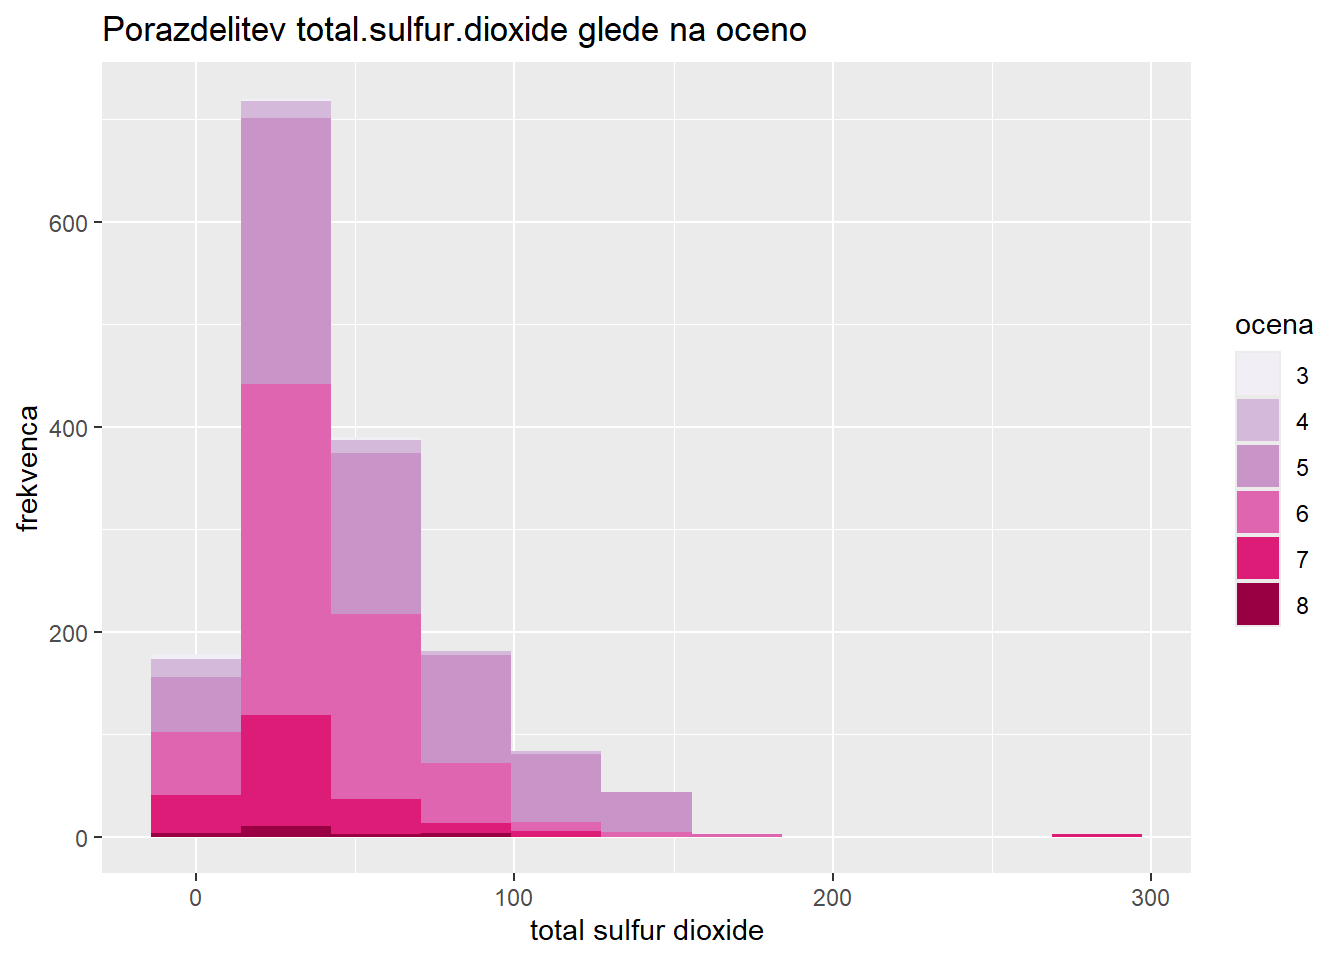 Porazdelitev total.sulfur.dioxide glede na oceno
frekvenca
600
400
200
0
0 100 200 300
total sulfur dioxide
ocena
3
4
5
6
7
8